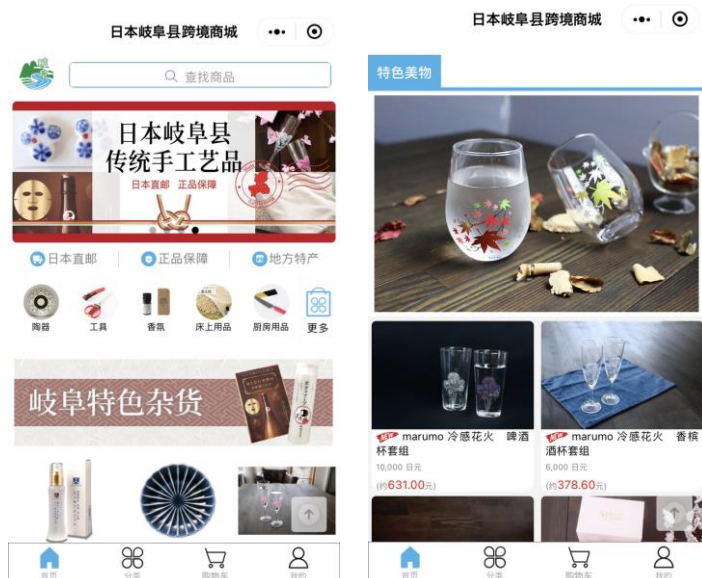 日本岐阜县跨境商城
查找商品
日本岐阜县
传统手工艺品
日本直邮 正品保障
日本直邮
正品保障
地方特产
陶器
工具
香氛
床上用品
厨房用品
更多
岐阜特色杂货
首页
分类
购物车
我的
日本岐阜县跨境商城
特色美物
NEW marumo 冷感花火 啤酒
杯套组
10,000 日元
(约631.00元)
NEW marumo 冷感花火 香槟
酒杯套组
6,000 日元
(约378.60元)
首页
分类
购物车
我的